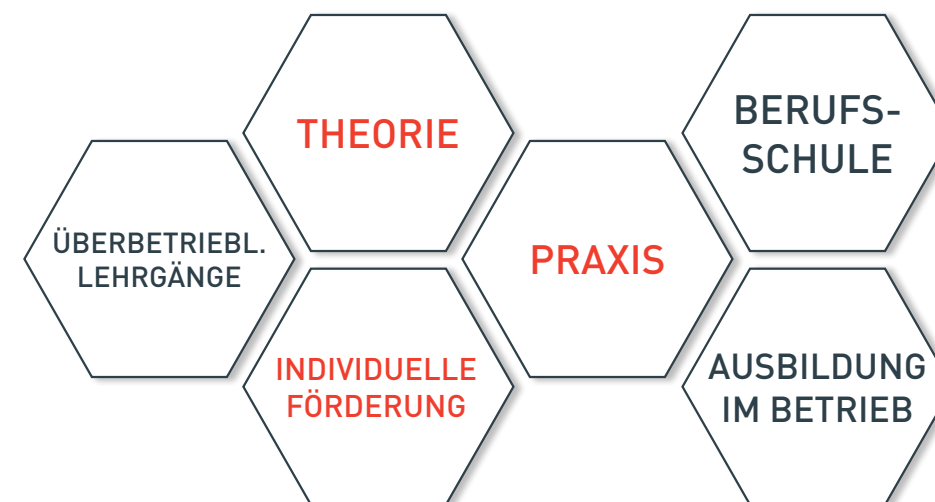 THEORIE
BERUFS-
SCHULE
ÜBERBETRIEBL.
LEHRGÄNGE
PRAXIS
INDIVIDUELLE
FÖRDERUNG
AUSBILDUNG
IM BETRIEB